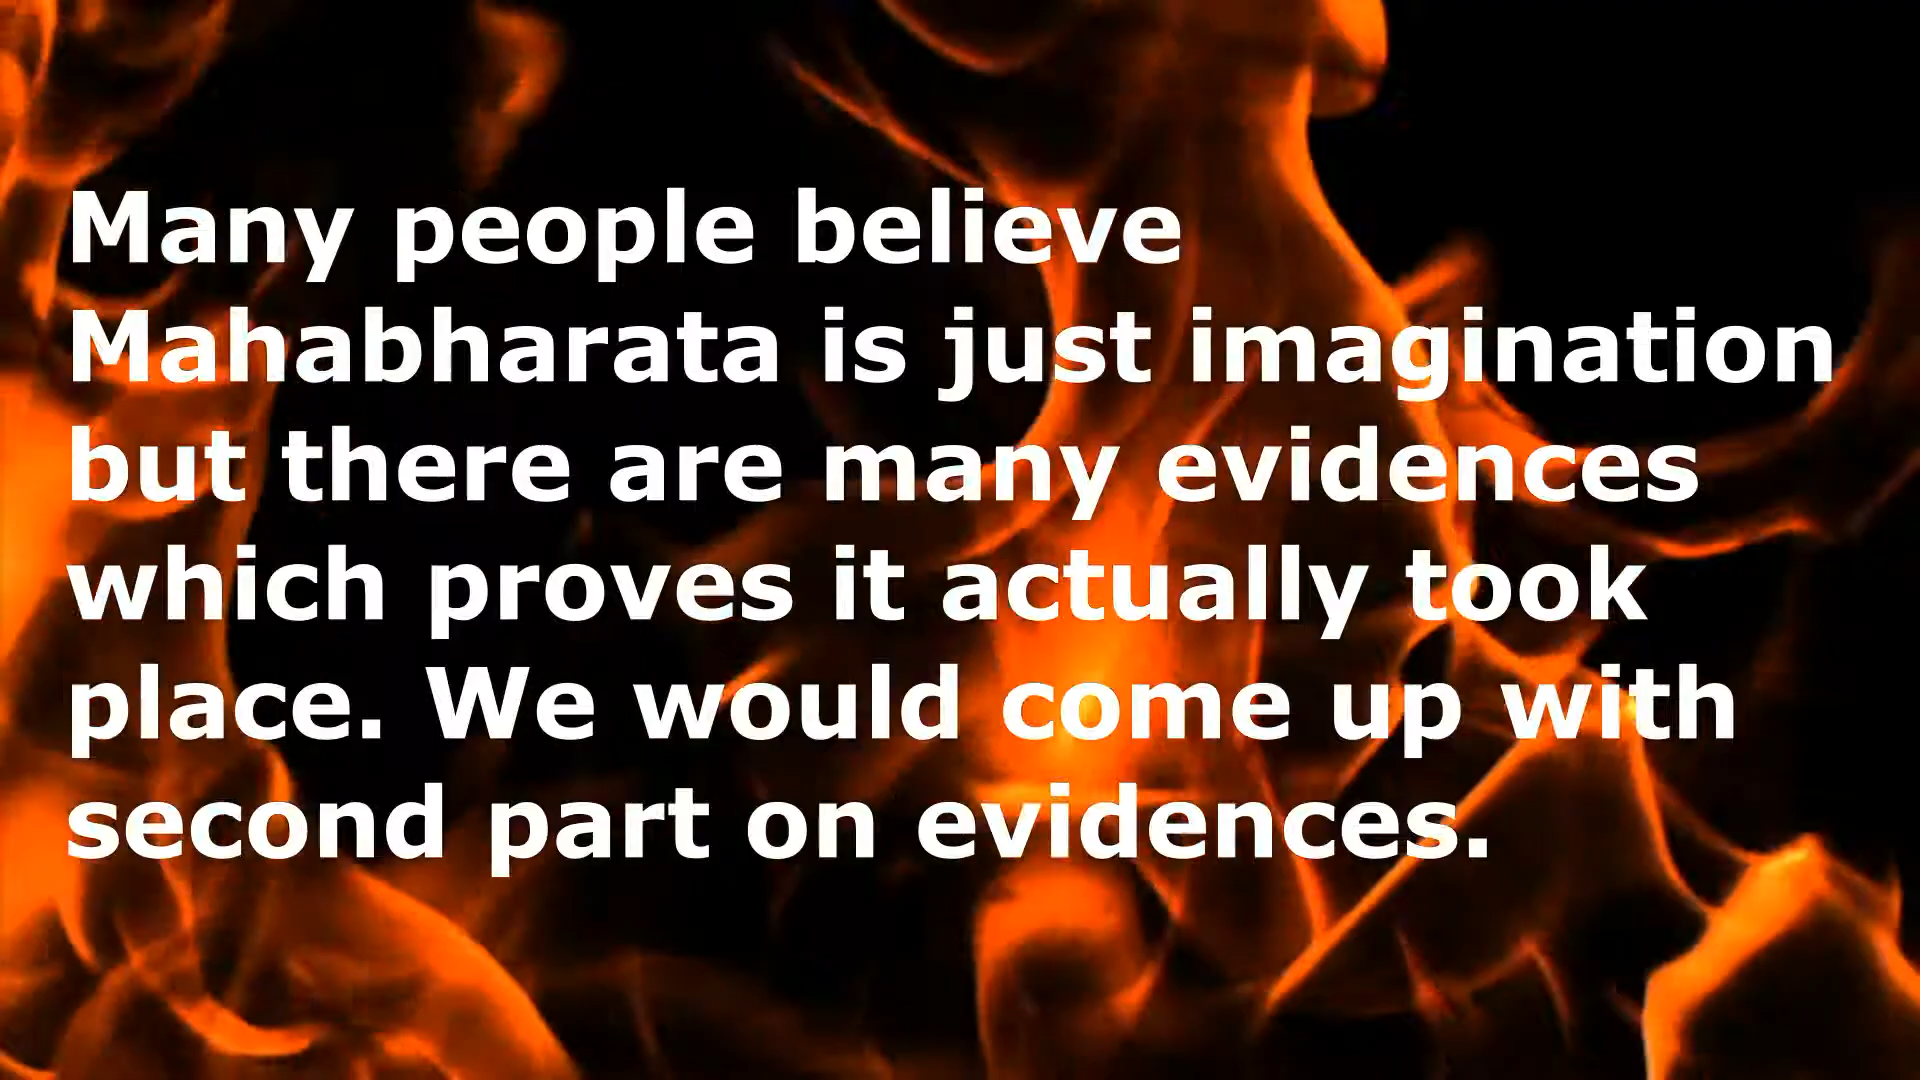 Many people believe
Mahabharata is just imagination
but there are many evidences
which proves it actually took
place. We would come up with
second part on evidences.